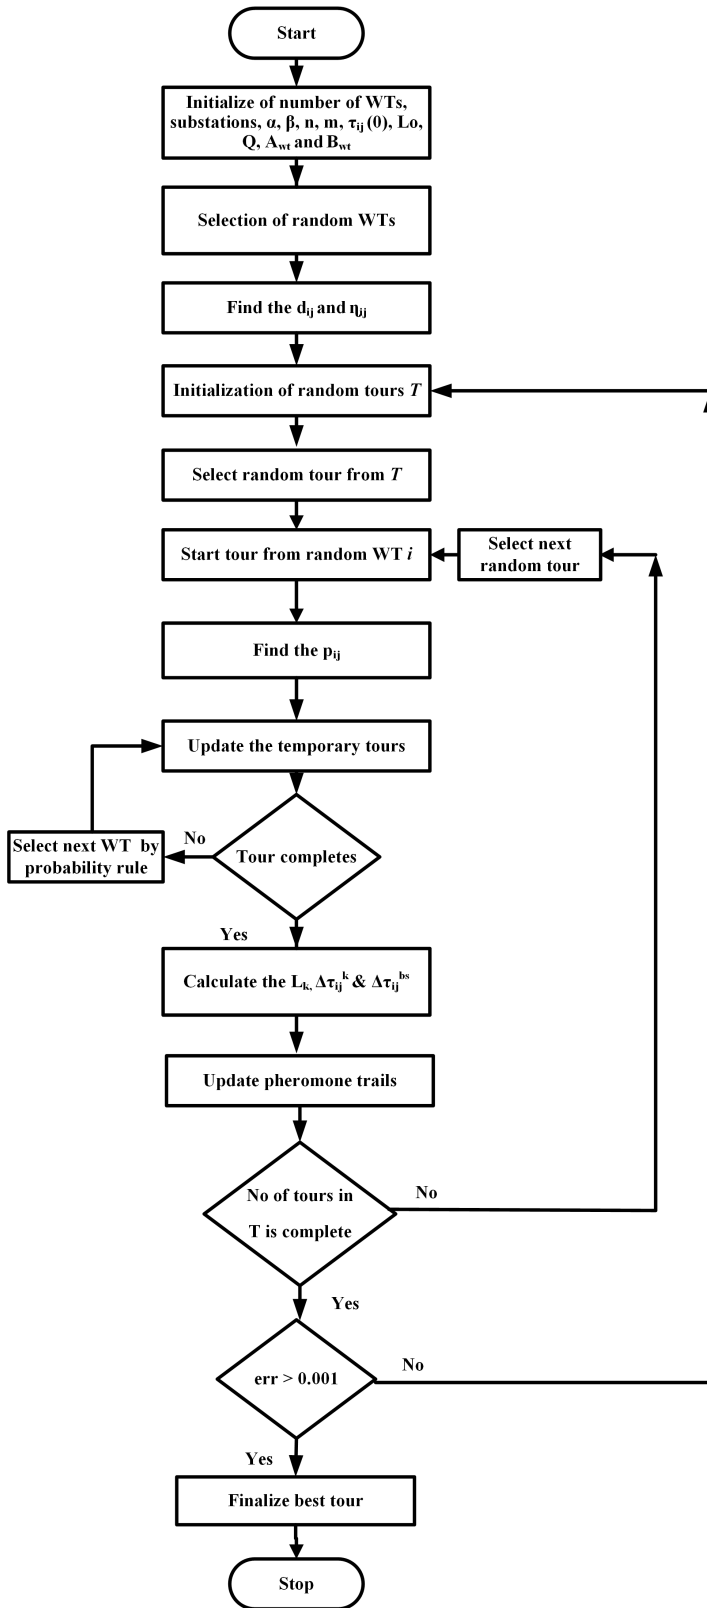 Start
Initialize of number of WTs,
substations, α, β, n, m, τij (0), Lo,
Q, Awt and Bwt
Selection of random WTs
Find the dij and ηij
Initialization of random tours T
Select random tour from T
Start tour from random WT i
Select next
random tour
Find the pij
Update the temporary tours
Select next WT by
probability rule
No
Tour completes
Yes
Calculate the Lk, Δτijk & Δτijbs
Update pheromone trails
No of tours in
T is complete
No
Yes
err > 0.001
No
Yes
Finalize best tour
Stop